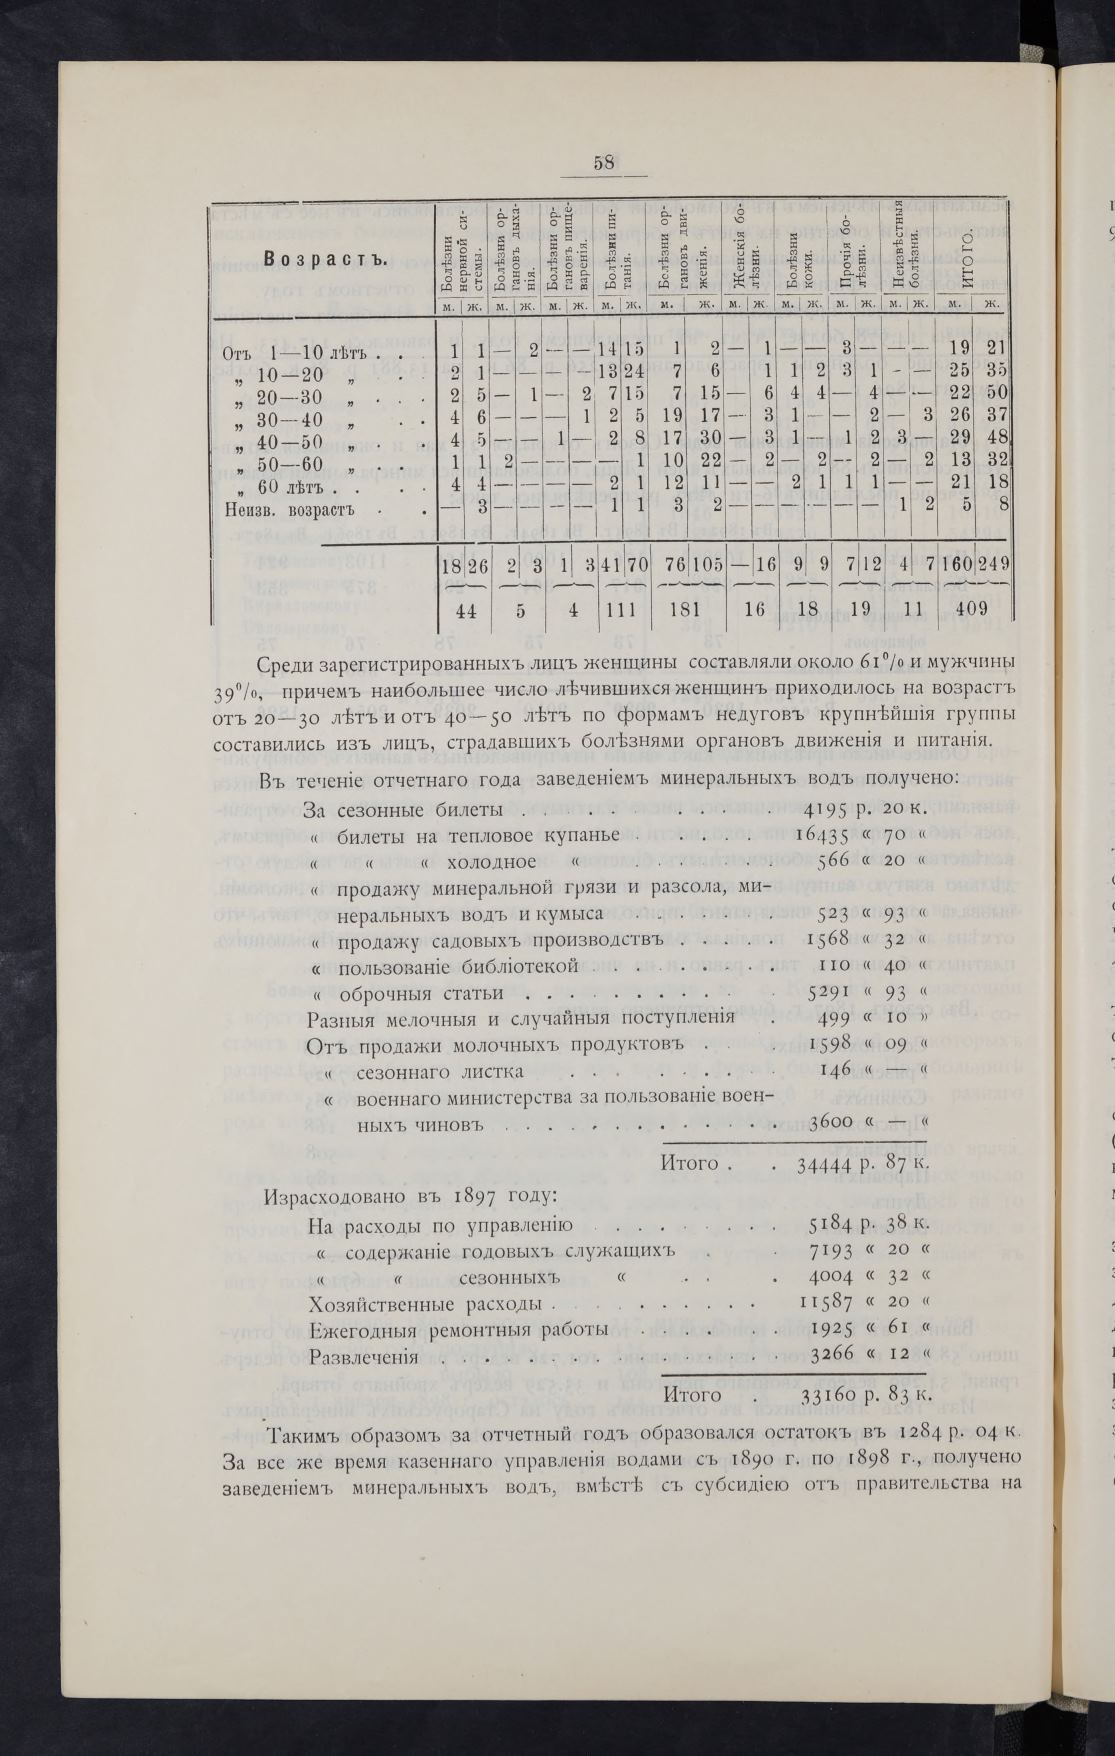 58
Возрастъ. | Болѣзни нервной системы. | Болѣзни органовъ дыханія. | Болѣзни органовъ пищеваренія. | Болѣзни питанія. | Белѣзни органовъ движенія. | Женскія болѣзни. | Болѣзни кожи. | Прочія болѣзни. | Неизвѣстныя болѣзни. | ИТОГО.
м. ж. м. ж. м. ж. м. ж. м. ж. м. ж. м. ж. м. ж. м. ж. м. ж.
Отъ 1—10 лѣтъ . . 1 1 — 2 — — 14 15 1 2 — 1 — — 3 — — — 19 21
„ 10—20 „ . . . 2 1 — — — — 13 24 7 6 1 1 2 3 1 - — 25 35
„ 20—30 „ . . . 2 5 — 1 — 2 7 15 7 15 — 6 4 4 — 4 — — 22 50
„ 30—40 „ . . 4 6 — — — 1 2 5 19 17 — 3 1 — — 2 — 3 26 37
„ 40—50 „ . . 4 5 — — 1 — 2 8 17 30 — 3 1 — 1 2 3 — 29 48
„ 50—60 „ . . 1 1 2 — — — — 1 10 22 — 2 — 2 — 2 — 2 13 32
„ 60 лѣтъ . . . . 4 4 — — — — 2 1 12 11 — — 2 1 1 1 — — 21 18
Неизв. возрастъ . . — 3 — — — — 1 1 3 2 — — — — — — 1 2 5 8
18 26 2 3 1 3 41 70 76 105 — 16 9 9 7 12 4 7 160 249
44 5 4 111 181 16 18 19 11 409
Среди зарегистрированныхъ лицъ женщины составляли около 61⁰/₀ и мужчины
39⁰/₀, причемъ наибольшее число лѣчившихся женщинъ приходилось на возрастъ
отъ 20—30 лѣтъ и отъ 40—50 лѣтъ по формамъ недуговъ крупнѣйшія группы
составились изъ лицъ, страдавшихъ болѣзнями органовъ движенія и питанія.
Въ теченіе отчетнаго года заведеніемъ минеральныхъ водъ получено:
За сезонные билеты . . . . . . . . . 4195 р. 20 к.
« билеты на тепловое купанье . . . . 16435 « 70 «
« « « холодное « . . . . . . 566 « 20 «
« продажу минеральной грязи и разсола, ми-
неральныхъ водъ и кумыса . . . . . . 523 « 93 «
« продажу садовыхъ производствъ . . . . . 1568 « 32 «
« пользованіе библіотекой . . . . . . . . 110 « 40 «
« оброчныя статьи . . . . . . . . . . 5291 « 93 «
Разныя мелочныя и случайныя поступленія . 499 « 10 »
Отъ продажи молочныхъ продуктовъ . . . 1598 « 09 «
« сезоннаго листка . . . . . . . . 146 « — «
« военнаго министерства за пользованіе воен-
ныхъ чиновъ . . . . . . . . . . . . . 3600 « — «
Итого . . 34444 р. 87 к.
Израсходовано въ 1897 году:
На расходы по управленію . . . . . . . . . 5184 р. 38 к.
« содержаніе годовыхъ служащихъ . . 7193 « 20 «
« « сезонныхъ « . . . 4004 « 32 «
Хозяйственные расходы . . . . . . . . . . 11587 « 20 «
Ежегодныя ремонтныя работы . . . . . . 1925 « 61 «
Развлеченія . . . . . . . . . . . . . . . 3266 « 12 «
Итого . 33160 р. 83 к.
Такимъ образомъ за отчетный годъ образовался остатокъ въ 1284 р. 04 к.
За все же время казеннаго управленія водами съ 1890 г. по 1898 г., получено
заведеніемъ минеральныхъ водъ, вмѣстѣ съ субсидіею отъ правительства на